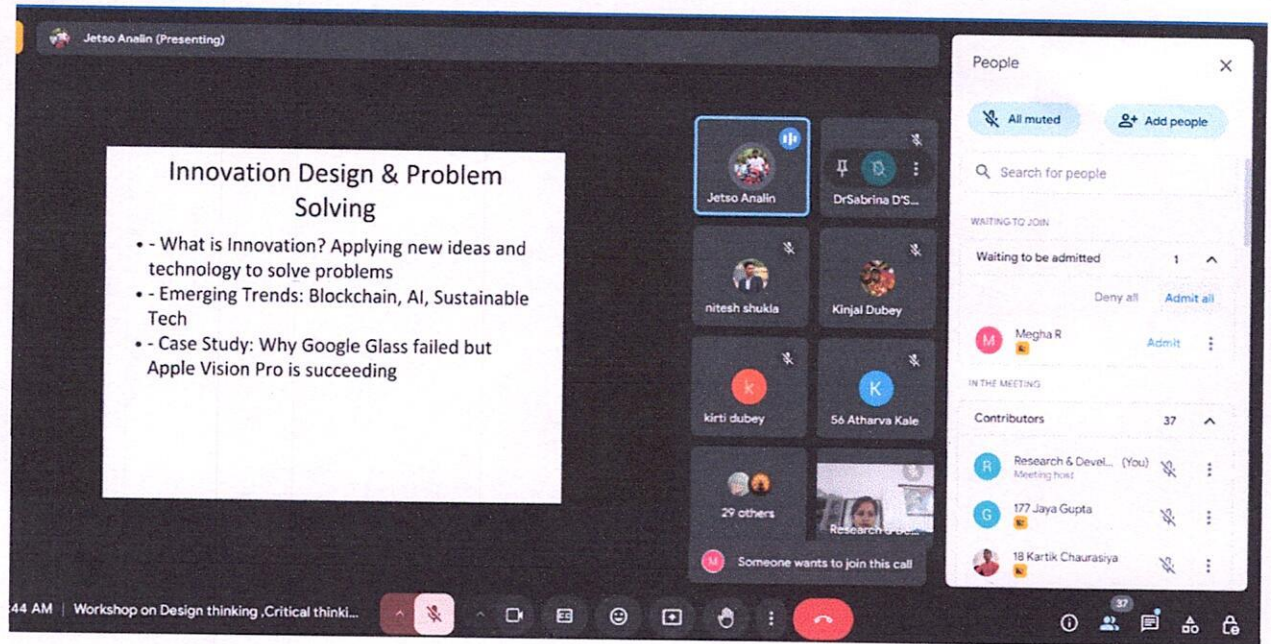 Jetso Analin (Presenting)
Innovation Design & Problem
Solving
• - What is Innovation? Applying new ideas and
technology to solve problems
• - Emerging Trends: Blockchain, AI, Sustainable
Tech
• - Case Study: Why Google Glass failed but
Apple Vision Pro is succeeding
Jetso Analin
DrSabrina D'S...
nitesh shukla
Kinjal Dubey
k
kirti dubey
K
56 Atharva Kale
29 others
Research &
M
Someone wants to join this call
People
All muted
Add people
Search for people
WAITING TO JOIN
Waiting to be admitted 1
Deny all Admit all
M
Megha R
Admit
IN THE MEETING
Contributors 37
R
Research & Devel... (You)
Meeting host
G
177 Jaya Gupta
18 Kartik Chaurasiya
:44 AM | Workshop on Design thinking ,Critical thinki...
CC
37